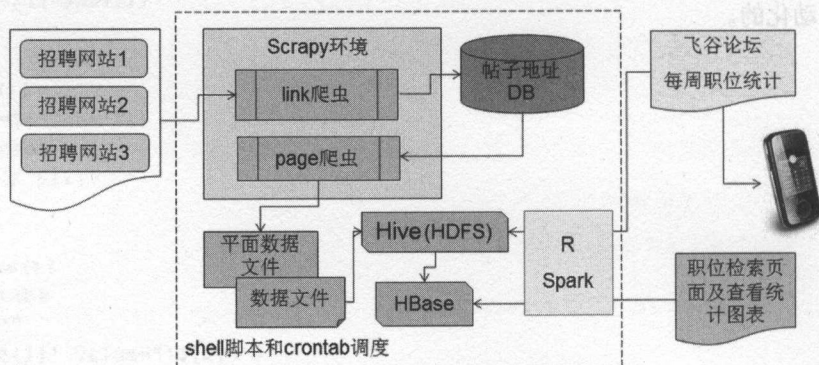 动化的。
招聘网站1
招聘网站2
招聘网站3
Scrapy环境
link爬虫
page爬虫
帖子地址
DB
平面数据
文件
数据文件
Hive(HDFS)
HBase
R
Spark
shell脚本和crontab调度
飞谷论坛
每周职位统计
职位检索页
面及查看统
计图表